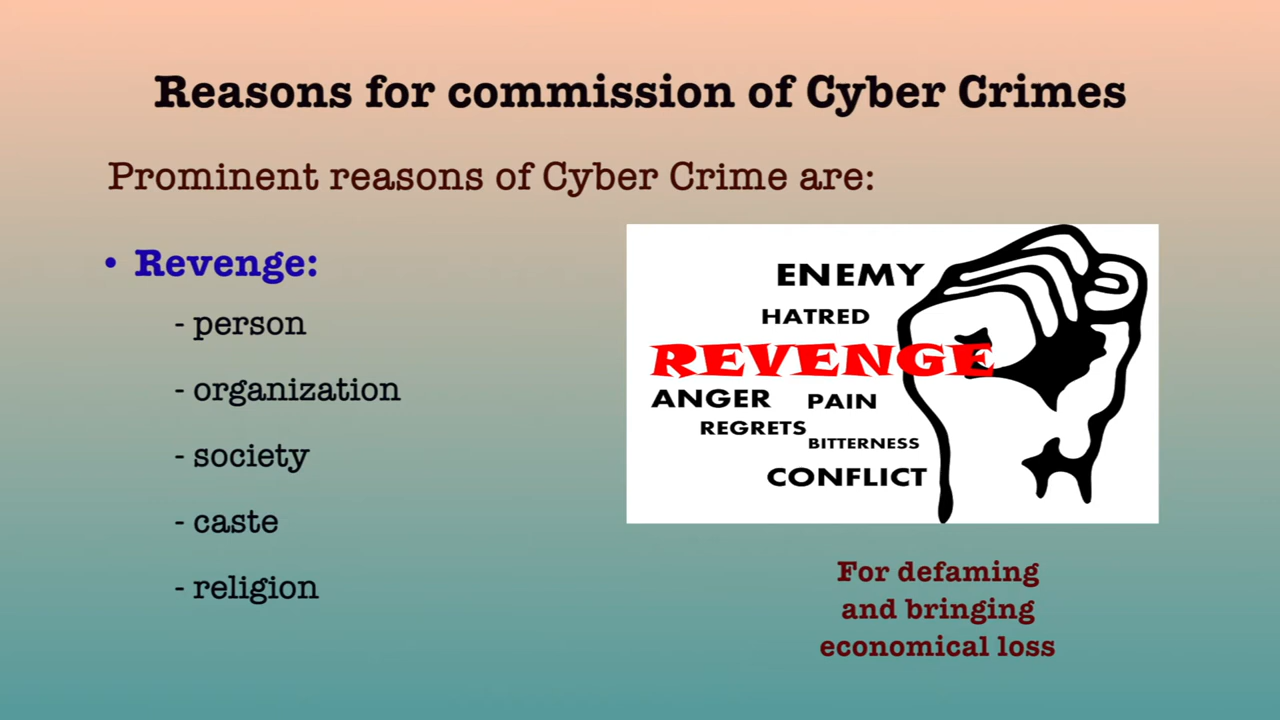 Reasons for commission of Cyber Crimes
Prominent reasons of Cyber Crime are:
• Revenge:
- person
- organization
- society
- caste
- religion
ENEMY
HATRED
REVENGE
ANGER PAIN
REGRETS
BITTERNESS
CONFLICT
For defaming
and bringing
economical loss